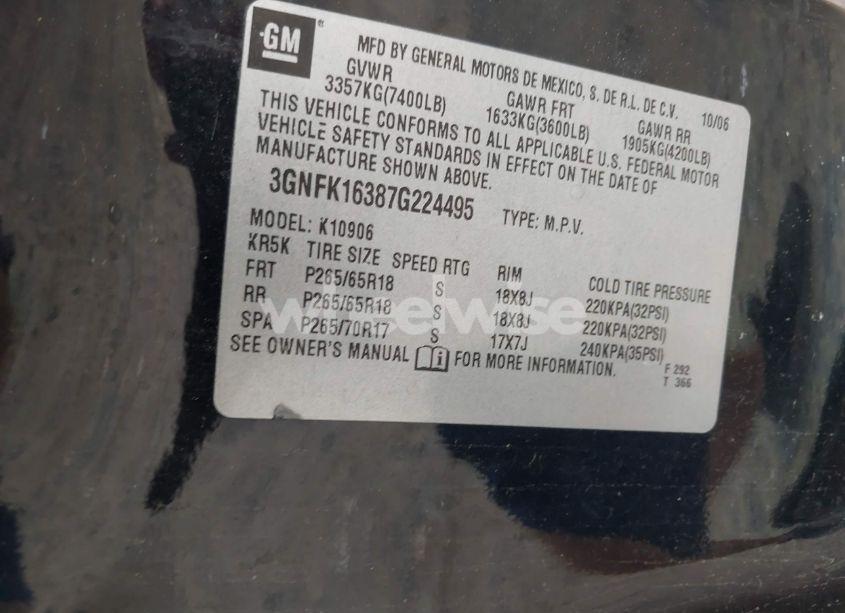 GM
MFD BY GENERAL MOTORS DE MEXICO, S. DE R.L. DE C.V. 10/06
GVWR GAWR FRT GAWR RR
3357KG(7400LB) 1633KG(3600LB) 1905KG(4200LB)
THIS VEHICLE CONFORMS TO ALL APPLICABLE U.S. FEDERAL MOTOR
VEHICLE SAFETY STANDARDS IN EFFECT ON THE DATE OF
MANUFACTURE SHOWN ABOVE.
3GNFK16387G224495 TYPE: M.P.V.
MODEL: K10906
KR5K TIRE SIZE SPEED RTG RIM COLD TIRE PRESSURE
FRT P265/65R18 S 18X8J 220KPA(32PSI)
RR P265/65R18 S 18X8J 220KPA(32PSI)
SPA P265/70R17 S 17X7J 240KPA(35PSI)
SEE OWNER'S MANUAL i FOR MORE INFORMATION.
F 292
T 366
wheelwise